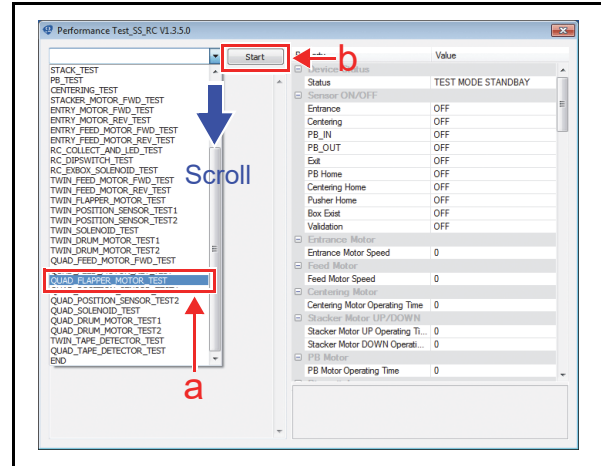 Performance Test_SS_RC V1.3.5.0
Start
b
Value
STACK_TEST
PB_TEST
CENTERING_TEST
STACKER_MOTOR_FWD_TEST
ENTRY_MOTOR_FWD_TEST
ENTRY_MOTOR_REV_TEST
ENTRY_FEED_MOTOR_FWD_TEST
ENTRY_FEED_MOTOR_REV_TEST
RC_COLLECT_AND_LED_TEST
RC_DIPSWITCH_TEST
RC_EXBOX_SOLENOID_TEST
TWIN_FEED_MOTOR_FWD_TEST
TWIN_FEED_MOTOR_REV_TEST
TWIN_FLAPPER_MOTOR_TEST
TWIN_POSITION_SENSOR_TEST1
TWIN_POSITION_SENSOR_TEST2
TWIN_SOLENOID_TEST
TWIN_DRUM_MOTOR_TEST1
TWIN_DRUM_MOTOR_TEST2
QUAD_FEED_MOTOR_FWD_TEST
QUAD_FLAPPER_MOTOR_TEST
QUAD_POSITION_SENSOR_TEST2
QUAD_SOLENOID_TEST
QUAD_DRUM_MOTOR_TEST1
QUAD_DRUM_MOTOR_TEST2
TWIN_TAPE_DETECTOR_TEST
QUAD_TAPE_DETECTOR_TEST
END
Scroll
a
Status TEST MODE STANDBAY
Sensor ON/OFF
Entrance OFF
Centering OFF
PB_IN OFF
PB_OUT OFF
Exit OFF
PB Home OFF
Centering Home OFF
Pusher Home OFF
Box Exist OFF
Validation OFF
Entrance Motor
Entrance Motor Speed 0
Feed Motor
Feed Motor Speed 0
Centering Motor
Centering Motor Operating Time 0
Stacker Motor UP/DOWN
Stacker Motor UP Operating Ti... 0
Stacker Motor DOWN Operati... 0
PB Motor
PB Motor Operating Time 0